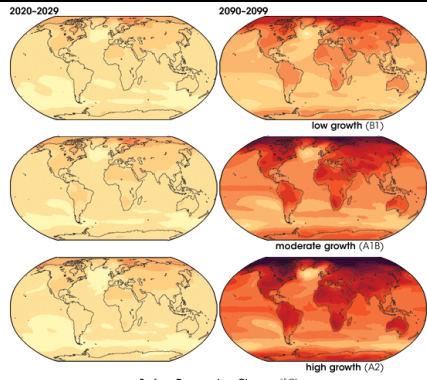 2020–2029
2090–2099
low growth (B1)
moderate growth (A1B)
high growth (A2)